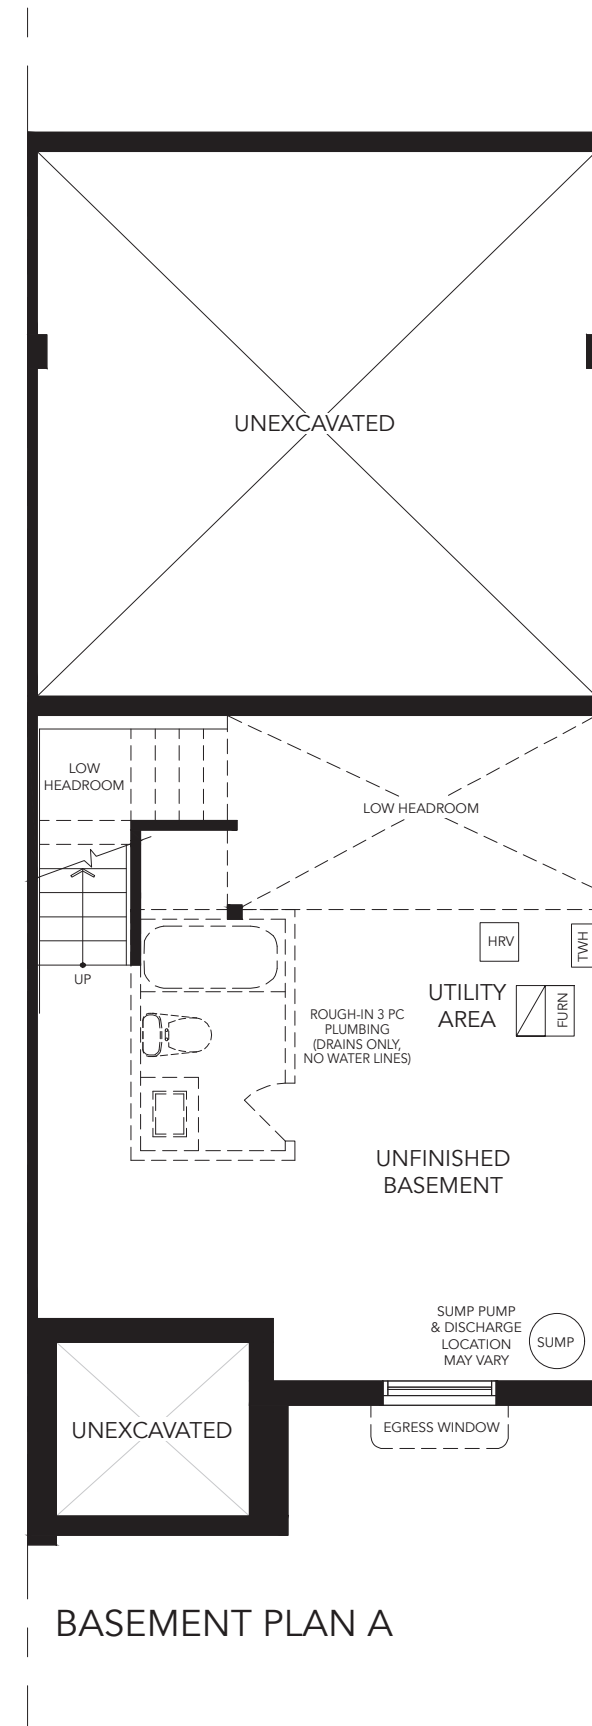 UNEXCAVATED
LOW
HEADROOM
LOW HEADROOM
UP
HRV
TWH
UTILITY
AREA
FURN
ROUGH-IN 3 PC
PLUMBING
(DRAINS ONLY,
NO WATER LINES)
UNFINISHED
BASEMENT
SUMP PUMP
& DISCHARGE
LOCATION
MAY VARY
SUMP
UNEXCAVATED
EGRESS WINDOW
BASEMENT PLAN A